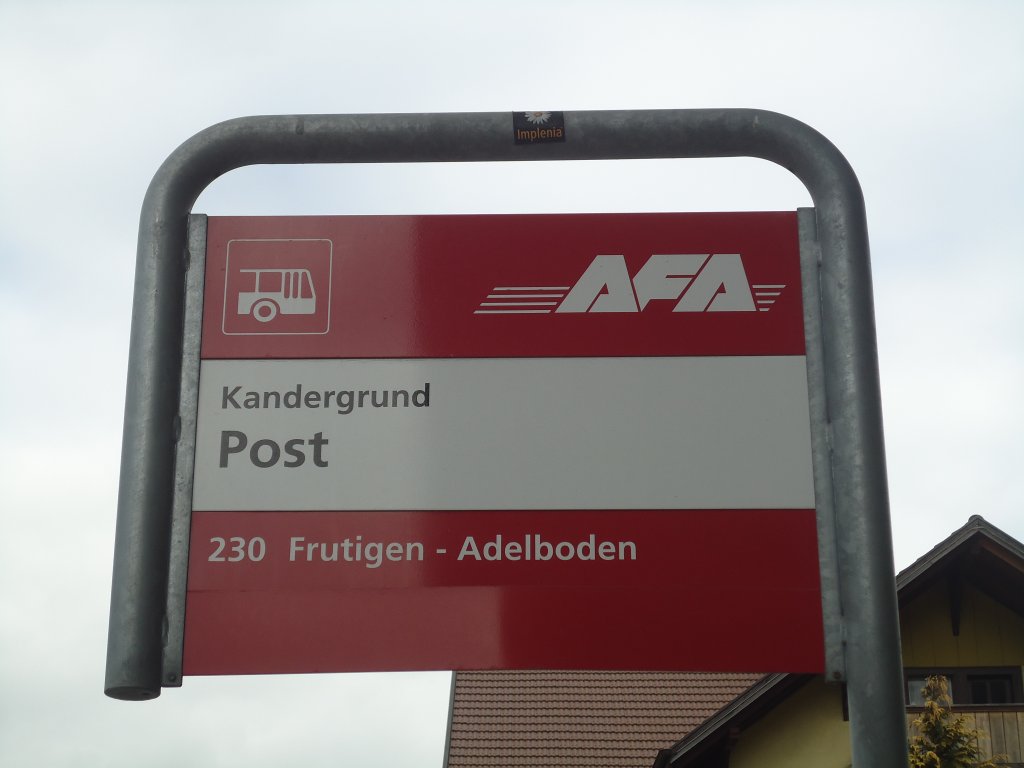 Implenia
AFA
Kandergrund
Post
230 Frutigen - Adelboden